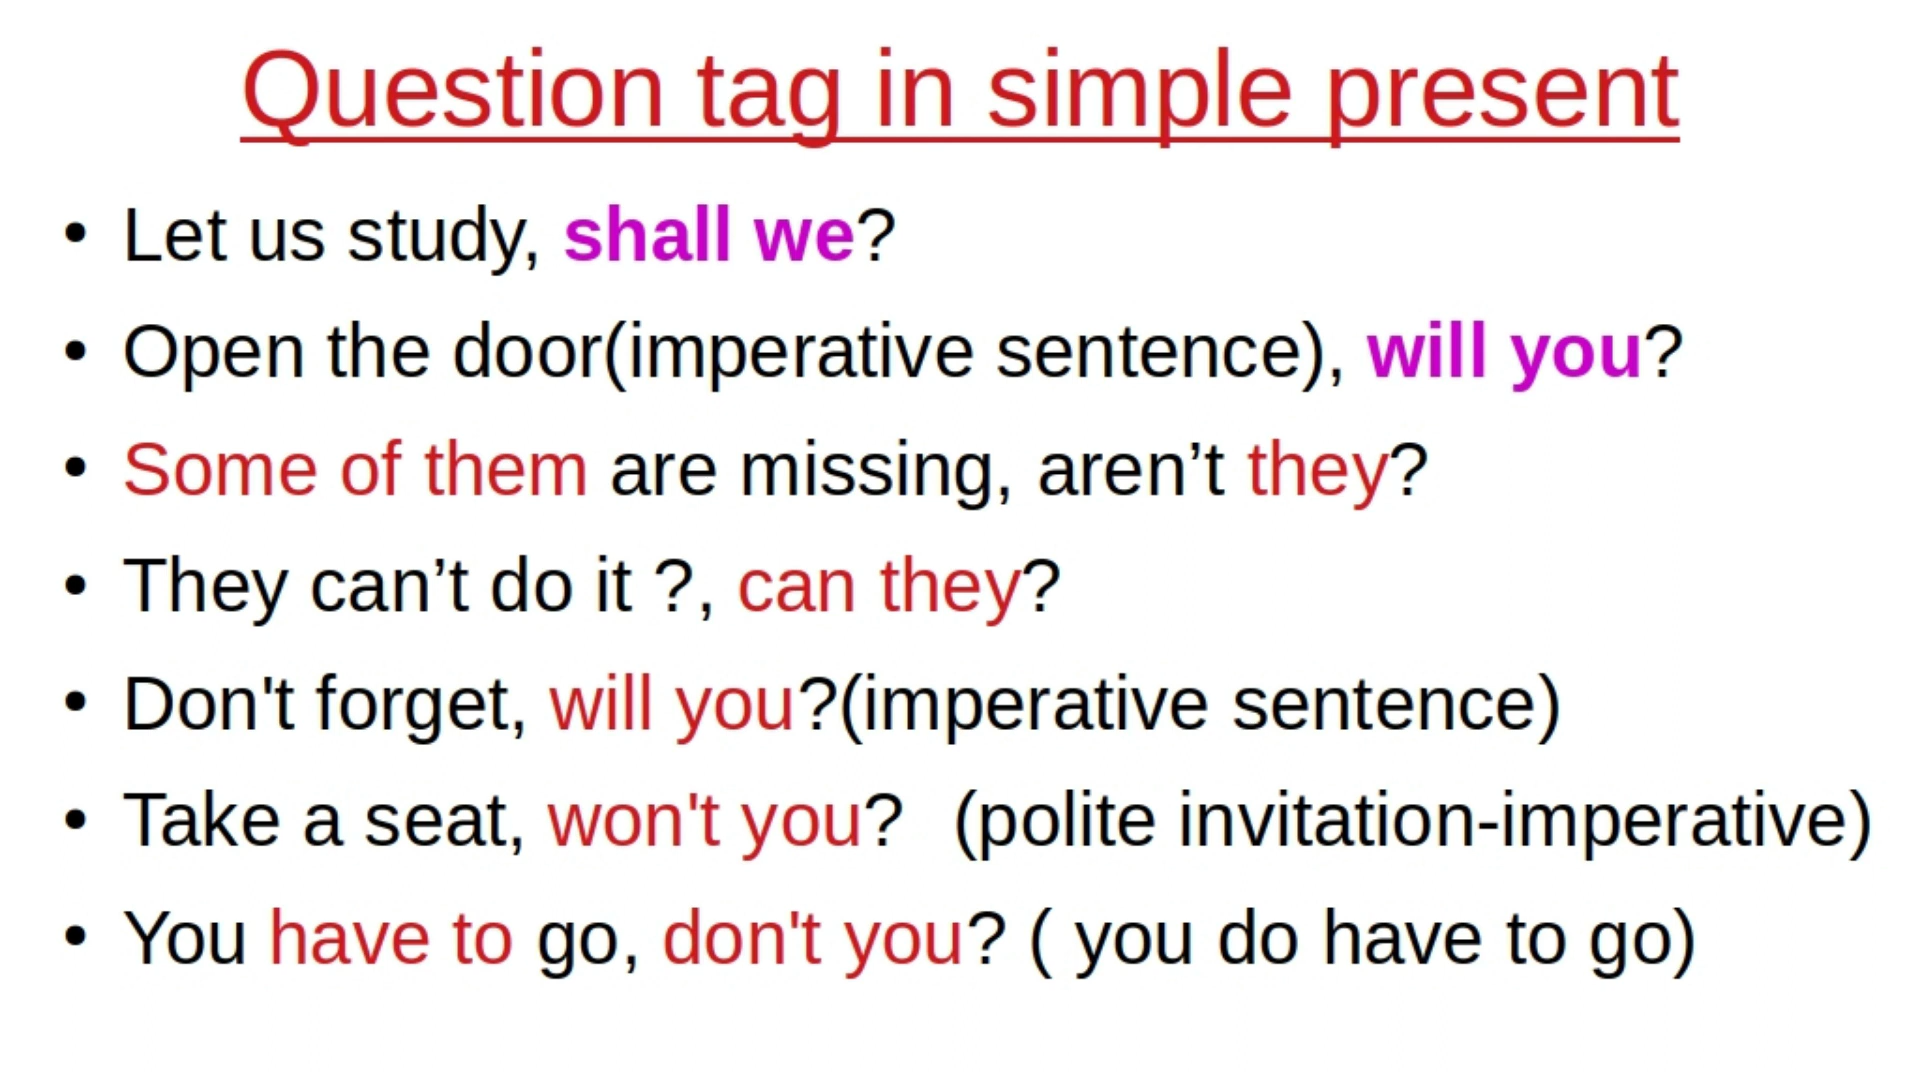 Question tag in simple present
• Let us study, shall we?
• Open the door(imperative sentence), will you?
• Some of them are missing, aren’t they?
• They can’t do it ?, can they?
• Don't forget, will you?(imperative sentence)
• Take a seat, won't you? (polite invitation-imperative)
• You have to go, don't you? ( you do have to go)